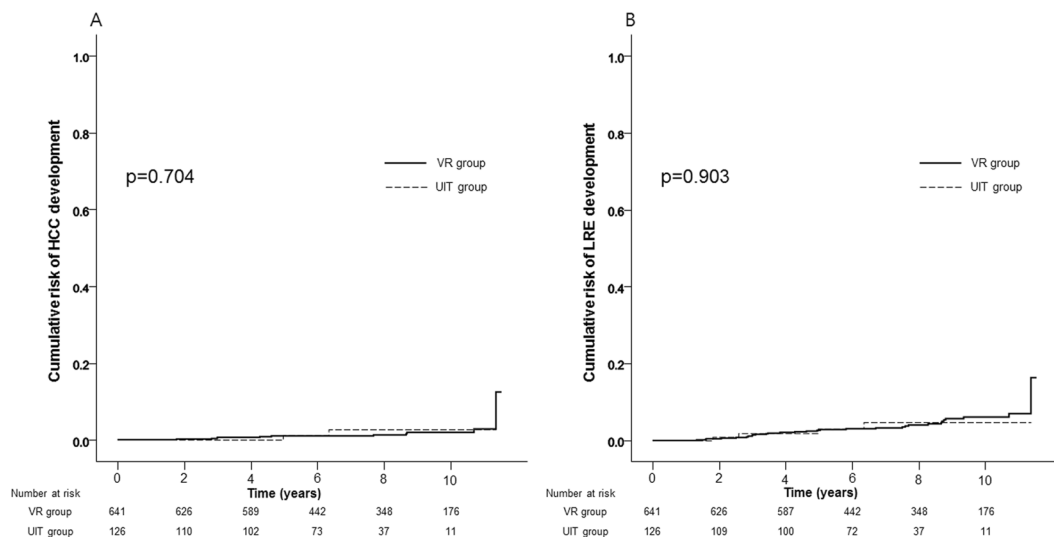 A
Cumulative risk of HCC development
1.0
0.8
0.6
0.4
0.2
0.0
p=0.704
VR group
UIT group
0 2 4 6 8 10
Number at risk
Time (years)
VR group 641 626 589 442 348 176
UIT group 126 110 102 73 37 11
B
Cumulative risk of LRE development
1.0
0.8
0.6
0.4
0.2
0.0
p=0.903
VR group
UIT group
0 2 4 6 8 10
Number at risk
Time (years)
VR group 641 626 587 442 348 176
UIT group 126 109 100 72 37 11